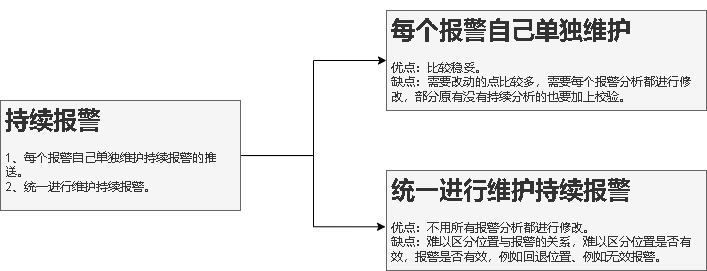 持续报警
1、每个报警自己单独维护持续报警的推
送。
2、统一进行维护持续报警。
每个报警自己单独维护
优点：比较稳妥。
缺点：需要改动的点比较多，需要每个报警分析都进行修
改，部分原有没有持续分析的也要加上校验。
统一进行维护持续报警
优点：不用所有报警分析都进行修改。
缺点：难以区分位置与报警的关系，难以区分位置是否有
效，报警是否有效，例如回退位置、例如无效报警。